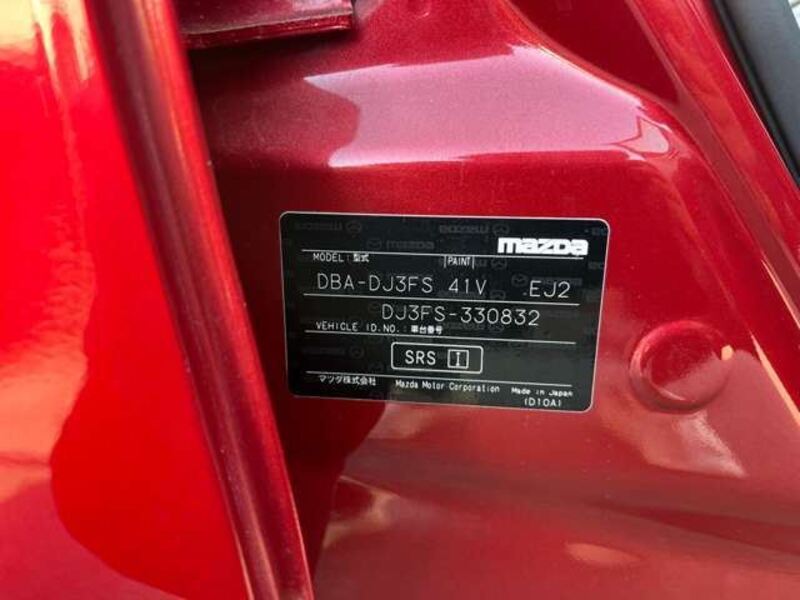 mazda
MODEL:型式 PAINT
DBA-DJ3FS 41V EJ2
DJ3FS-330832
VEHICLE ID.NO.:車台番号
SRS I
マツダ株式会社 Mazda Motor Corporation Made in Japan
(D10A)